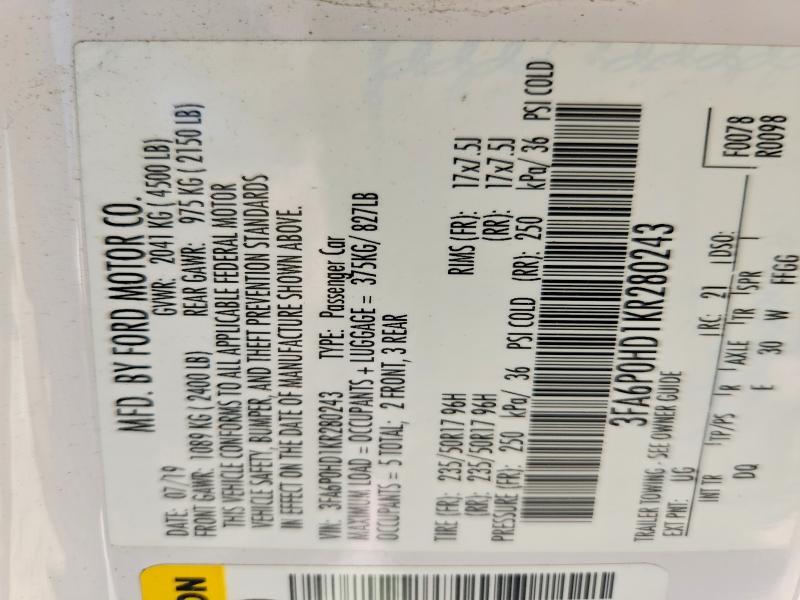 MFD. BY FORD MOTOR CO.
DATE: 07/19 GVWR: 2041 KG (4500 LB)
FRONT GAWR: 1089 KG (2400 LB) REAR GAWR: 975 KG (2150 LB)
THIS VEHICLE CONFORMS TO ALL APPLICABLE FEDERAL MOTOR
VEHICLE SAFETY, BUMPER, AND THEFT PREVENTION STANDARDS
IN EFFECT ON THE DATE OF MANUFACTURE SHOWN ABOVE.
VIN: 3FA6P0HD1KR280243 TYPE: Passenger Car
MAXIMUM LOAD = OCCUPANTS + LUGGAGE = 375KG/ 827LB
OCCUPANTS = 5 TOTAL; 2 FRONT, 3 REAR
TIRE (FR): 235/50R17 96H RIMS (FR): 17x7.5J
(RR): 235/50R17 96H (RR): 17x7.5J
PRESSURE (FR): 250 kPa/ 36 PSI COLD (RR): 250 kPa/ 36 PSI COLD
3FA6P0HD1KR280243
TRAILER TOWING - SEE OWNER GUIDE F0078
EXT PNT: UG RC: 21 DSO: R0098
INT TR TP/PS R AXLE TR SPR
DQ E 30 W FFGG
ON